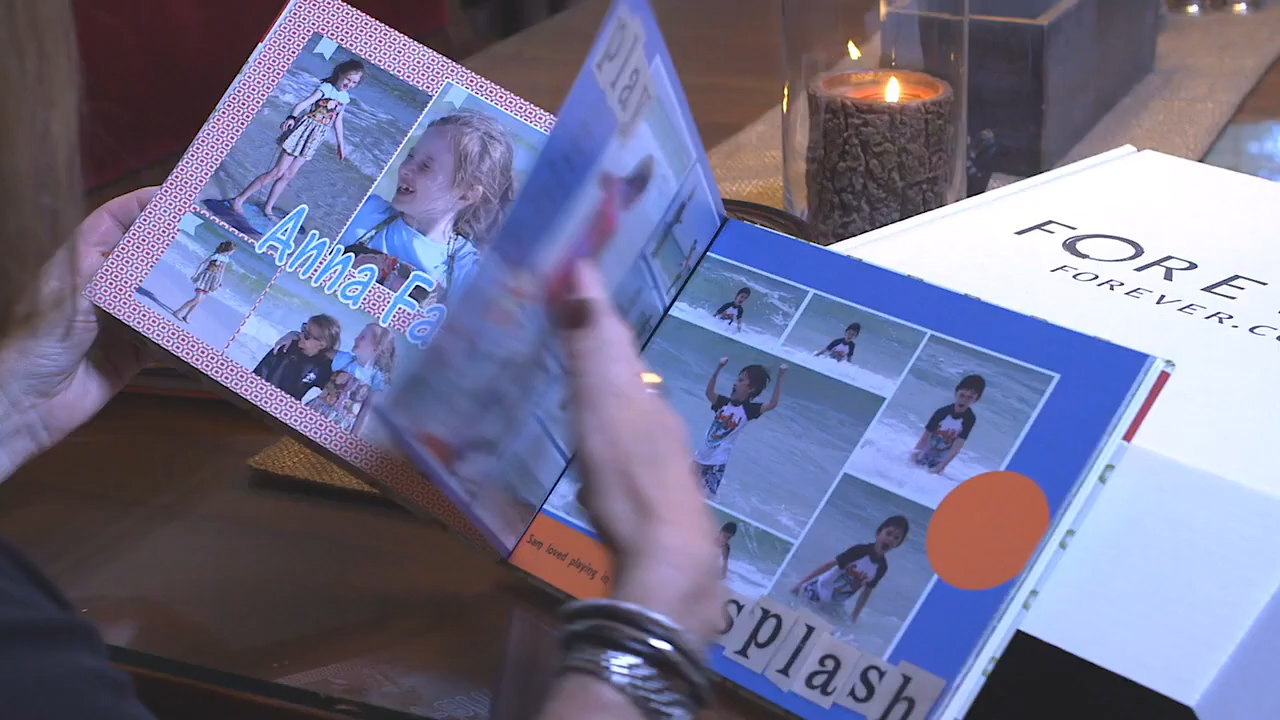 play
Anna Fa
Sam loved playing in
splash
FORE
FOREVER.C